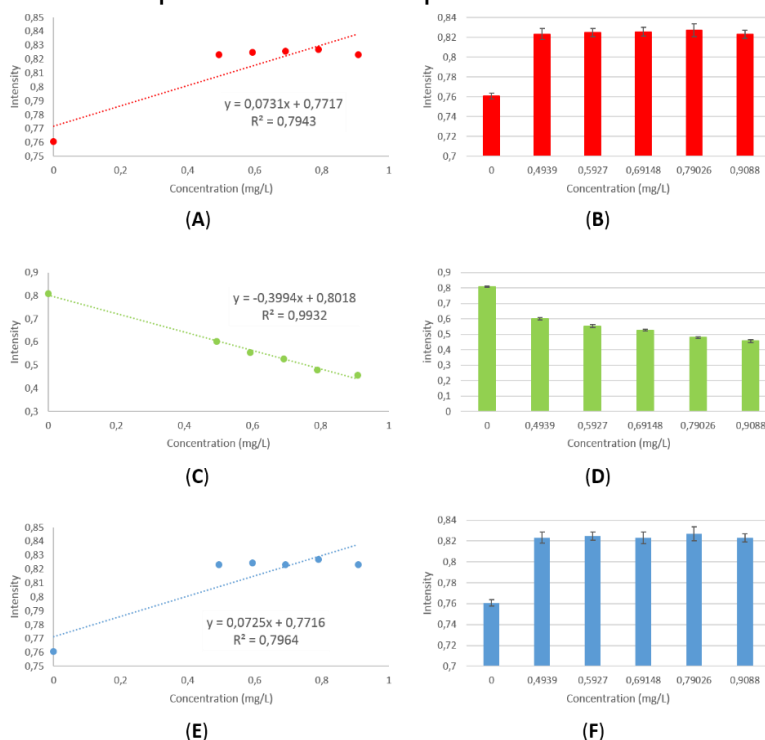 0,85
0,84
0,83
0,82
0,81
0,8
0,79
0,78
0,77
0,76
0,75
Intensity
y = 0,0731x + 0,7717
R² = 0,7943
0 0,2 0,4 0,6 0,8 1
Concentration (mg/L)
(A)
0,84
0,82
0,8
0,78
0,76
0,74
0,72
0,7
Intensity
0 0,4939 0,5927 0,69148 0,79026 0,9088
Concentration (mg/L)
(B)
0,9
0,8
0,7
0,6
0,5
0,4
0,3
Intensity
y = -0,3994x + 0,8018
R² = 0,9932
0 0,2 0,4 0,6 0,8 1
Concentration (mg/L)
(C)
0,9
0,8
0,7
0,6
0,5
0,4
0,3
0,2
0,1
0
intensity
0 0,4939 0,5927 0,69148 0,79026 0,9088
Concentration (mg/L)
(D)
0,85
0,84
0,83
0,82
0,81
0,8
0,79
0,78
0,77
0,76
0,75
Intensity
y = 0,0725x + 0,7716
R² = 0,7964
0 0,2 0,4 0,6 0,8 1
Concentration (mg/L)
(E)
0,84
0,82
0,8
0,78
0,76
0,74
0,72
0,7
Intensity
0 0,4939 0,5927 0,69148 0,79026 0,9088
Concentration (mg/L)
(F)